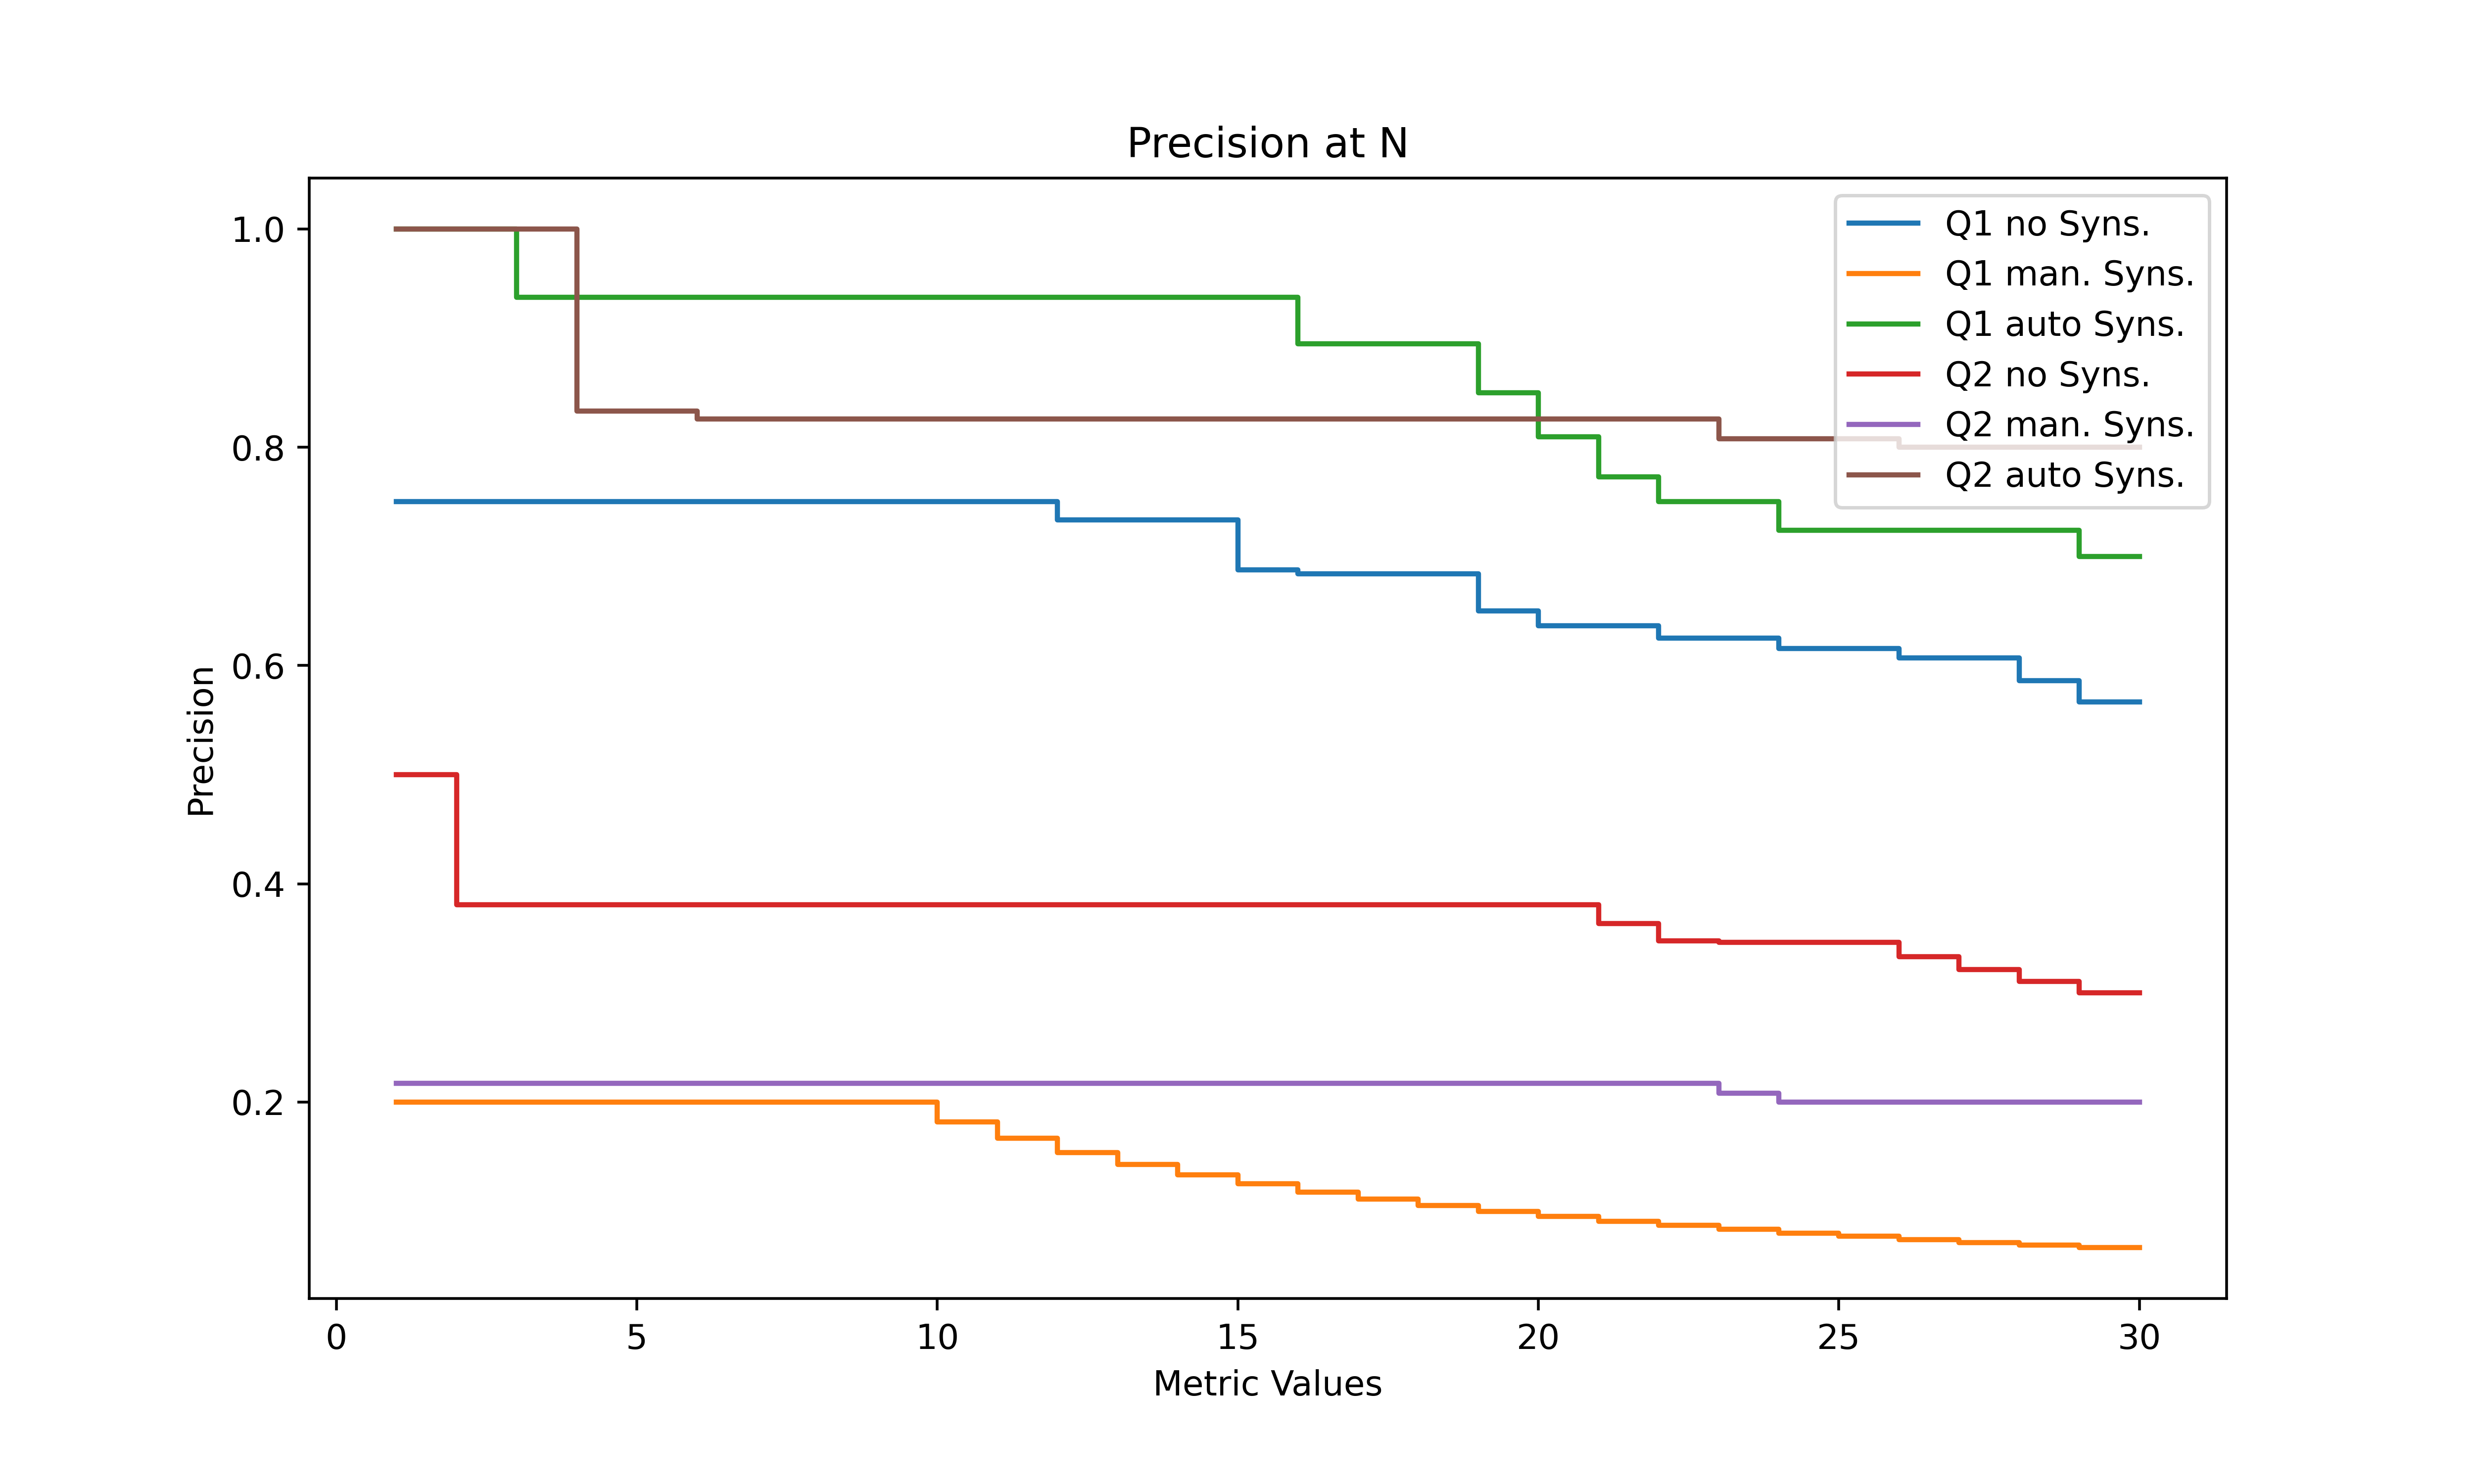 Precision at N
1.0
0.8
0.6
0.4
0.2
Precision
0 5 10 15 20 25 30
Metric Values
Q1 no Syns.
Q1 man. Syns.
Q1 auto Syns.
Q2 no Syns.
Q2 man. Syns.
Q2 auto Syns.